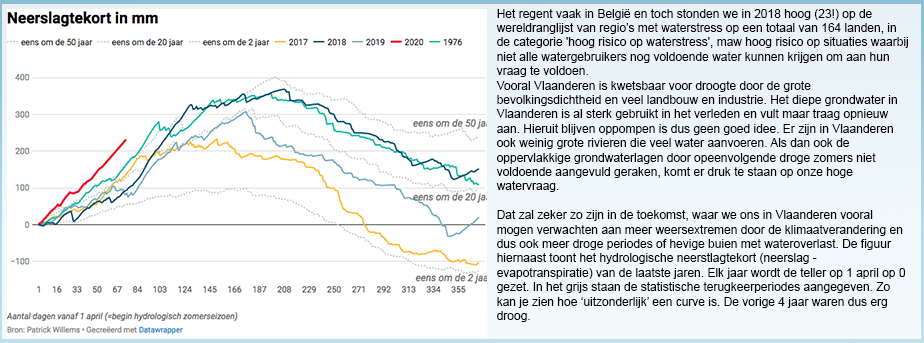 Neerslagtekort in mm
eens om de 50 jaar eens om de 20 jaar eens om de 2 jaar 2017 2018 2019 2020 1976
400
300
200
100
0
−100
eens om de 50 jaar
eens om de 20 jaar
eens om de 2 jaar
1 16 33 50 67 84 103 124 145 166 187 208 229 250 271 292 313 334 355
Aantal dagen vanaf 1 april (=begin hydrologisch zomerseizoen)
Bron: Patrick Willems • Gecreëerd met Datawrapper
Het regent vaak in België en toch stonden we in 2018 hoog (23!) op de
wereldranglijst van regio's met waterstress op een totaal van 164 landen, in
de categorie 'hoog risico op waterstress', maw hoog risico op situaties waarbij
niet alle watergebruikers nog voldoende water kunnen krijgen om aan hun
vraag te voldoen.
Vooral Vlaanderen is kwetsbaar voor droogte door de grote
bevolkingsdichtheid en veel landbouw en industrie. Het diepe grondwater in
Vlaanderen is al sterk gebruikt in het verleden en vult maar traag opnieuw
aan. Hieruit blijven oppompen is dus geen goed idee. Er zijn in Vlaanderen
ook weinig grote rivieren die veel water aanvoeren. Als dan ook de
oppervlakkige grondwaterlagen door opeenvolgende droge zomers niet
voldoende aangevuld geraken, komt er druk te staan op onze hoge
watervraag.
Dat zal zeker zo zijn in de toekomst, waar we ons in Vlaanderen vooral
mogen verwachten aan meer weersextremen door de klimaatverandering en
dus ook meer droge periodes of hevige buien met wateroverlast. De figuur
hiernaast toont het hydrologische neerstlagtekort (neerslag -
evapotranspiratie) van de laatste jaren. Elk jaar wordt de teller op 1 april op 0
gezet. In het grijs staan de statistische terugkeerperiodes aangegeven. Zo
kan je zien hoe 'uitzonderlijk' een curve is. De vorige 4 jaar waren dus erg
droog.